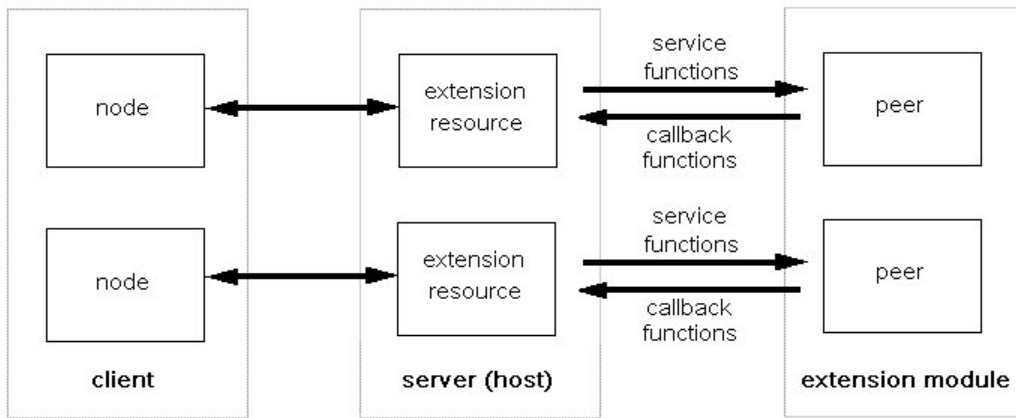 service
functions
node
extension
resource
peer
callback
functions
service
functions
node
extension
resource
peer
callback
functions
client
server (host)
extension module